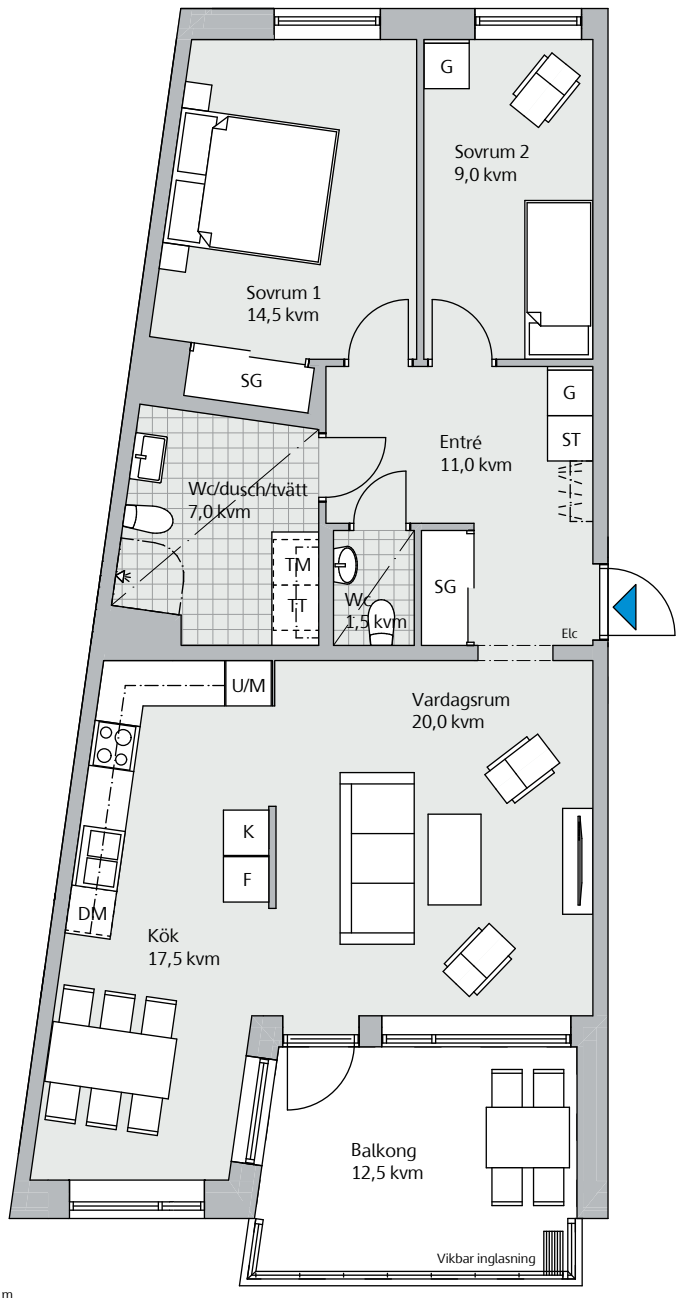 G
Sovrum 2
9,0 kvm
Sovrum 1
14,5 kvm
SG
G
ST
Entré
11,0 kvm
Wc/dusch/tvätt
7,0 kvm
TM
TT
Wc
1,5 kvm
SG
Elc
U/M
Vardagsrum
20,0 kvm
K
F
DM
Kök
17,5 kvm
Balkong
12,5 kvm
Vikbar inglasning
m